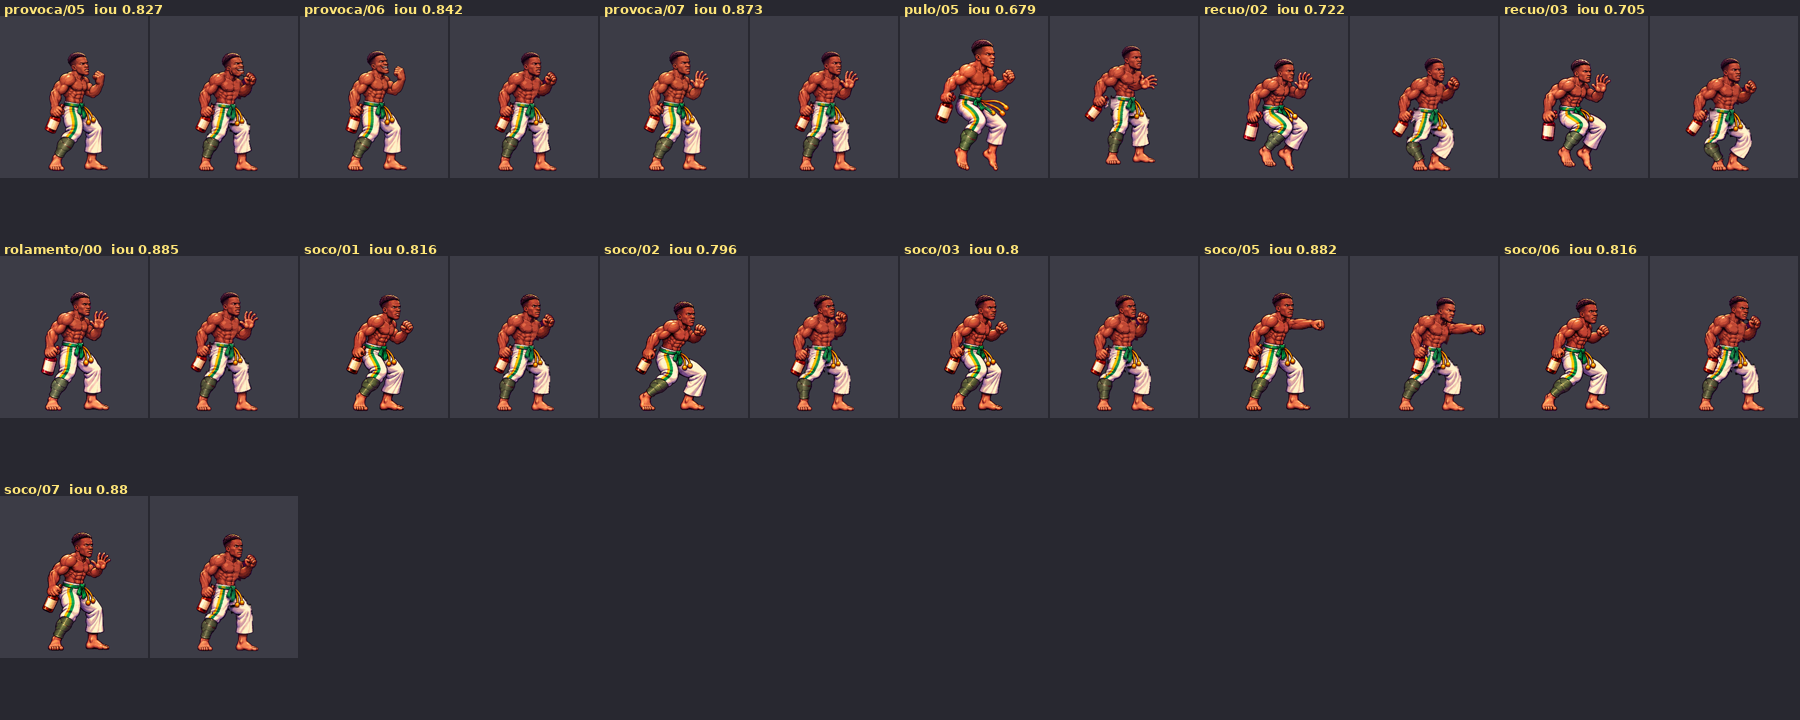 provoca/05 iou 0.827
provoca/06 iou 0.842
provoca/07 iou 0.873
pulo/05 iou 0.679
recuo/02 iou 0.722
recuo/03 iou 0.705
rolamento/00 iou 0.885
soco/01 iou 0.816
soco/02 iou 0.796
soco/03 iou 0.8
soco/05 iou 0.882
soco/06 iou 0.816
soco/07 iou 0.88